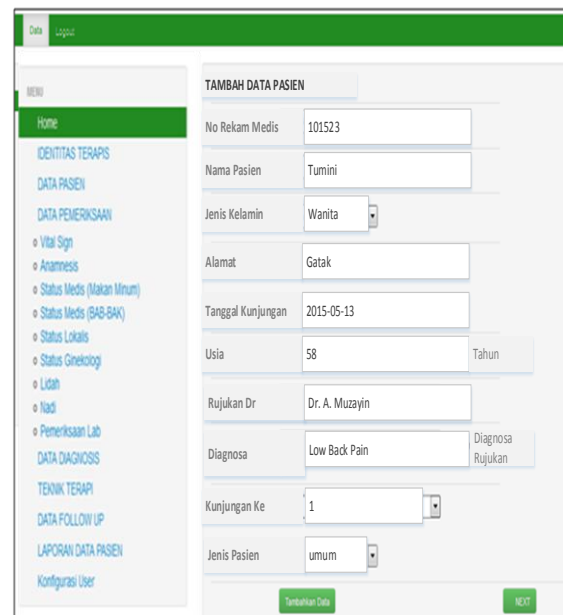 Data Logout
MENU
Home
IDENTITAS TERAPIS
DATA PASIEN
DATA PEMERIKSAAN
Vital Sign
Anamnesis
Status Medis (Makan Minum)
Status Medis (BAB-BAK)
Status Lokalis
Status Ginekologi
Lidah
Nadi
Pemeriksaan Lab
DATA DIAGNOSIS
TEKNIK TERAPI
DATA FOLLOW UP
LAPORAN DATA PASIEN
Konfigurasi User
TAMBAH DATA PASIEN
No Rekam Medis 101523
Nama Pasien Tumini
Jenis Kelamin Wanita
Alamat Gatak
Tanggal Kunjungan 2015-05-13
Usia 58 Tahun
Rujukan Dr Dr. A. Muzayin
Diagnosa Low Back Pain Diagnosa
Rujukan
Kunjungan Ke 1
Jenis Pasien umum
Tambahkan Data NEXT